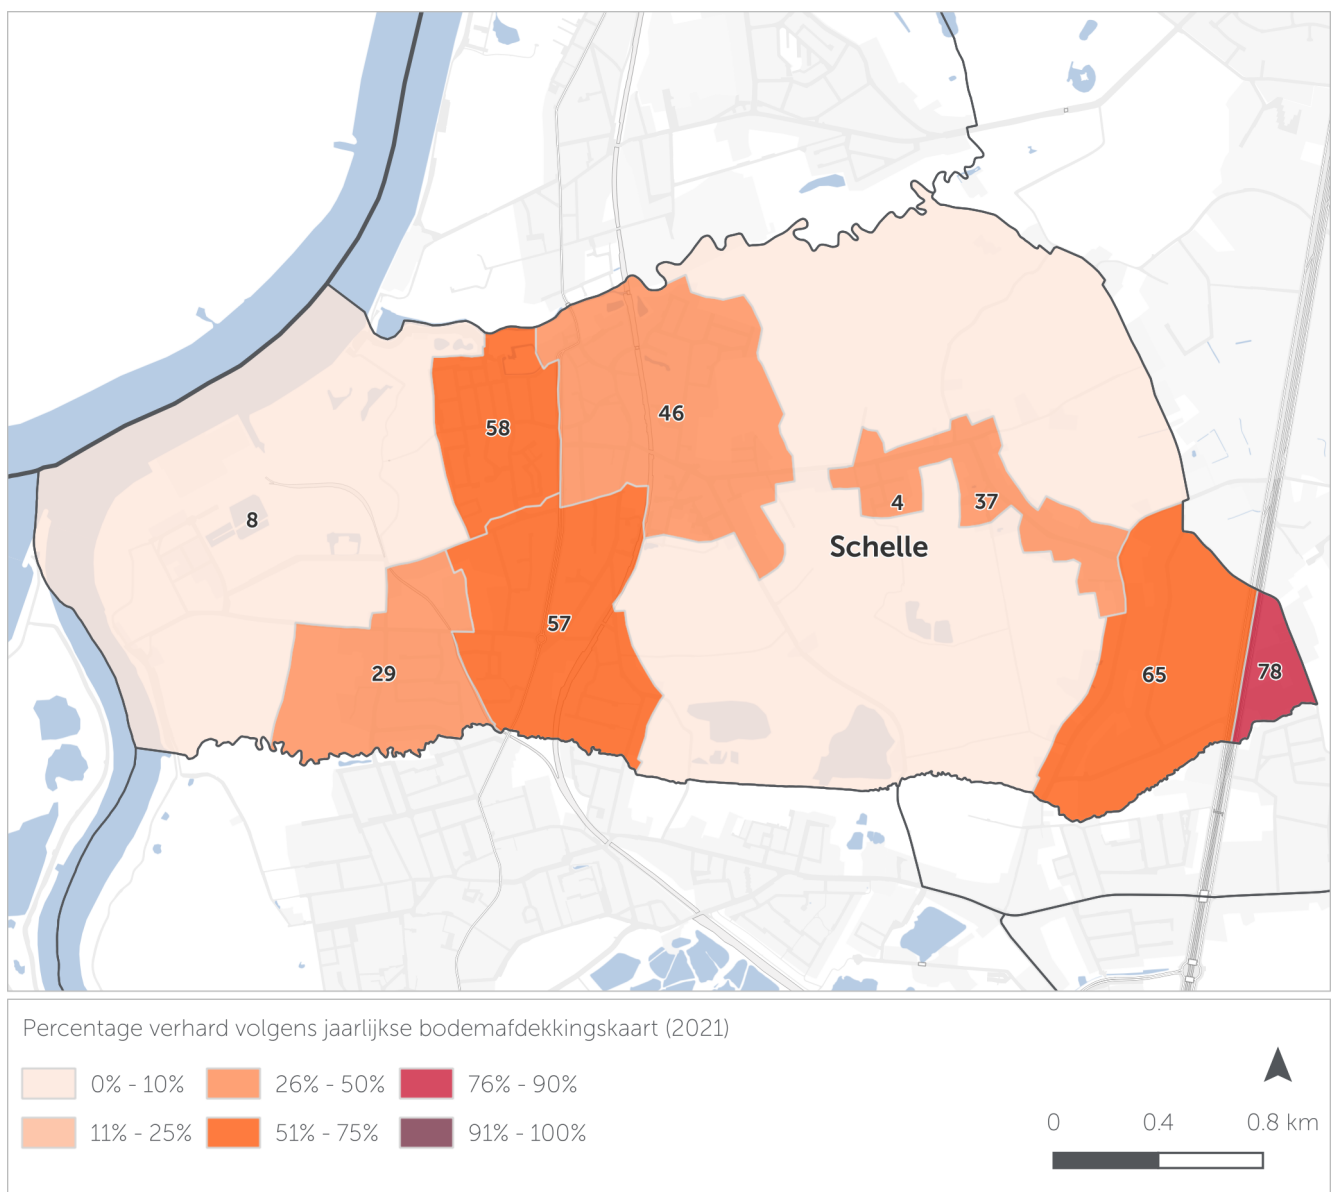 58
46
8
4
37
Schelle
57
29
65
78
Percentage verhard volgens jaarlijkse bodemafdekkingskaart (2021)
0% - 10%
26% - 50%
76% - 90%
11% - 25%
51% - 75%
91% - 100%
0 0.4 0.8 km